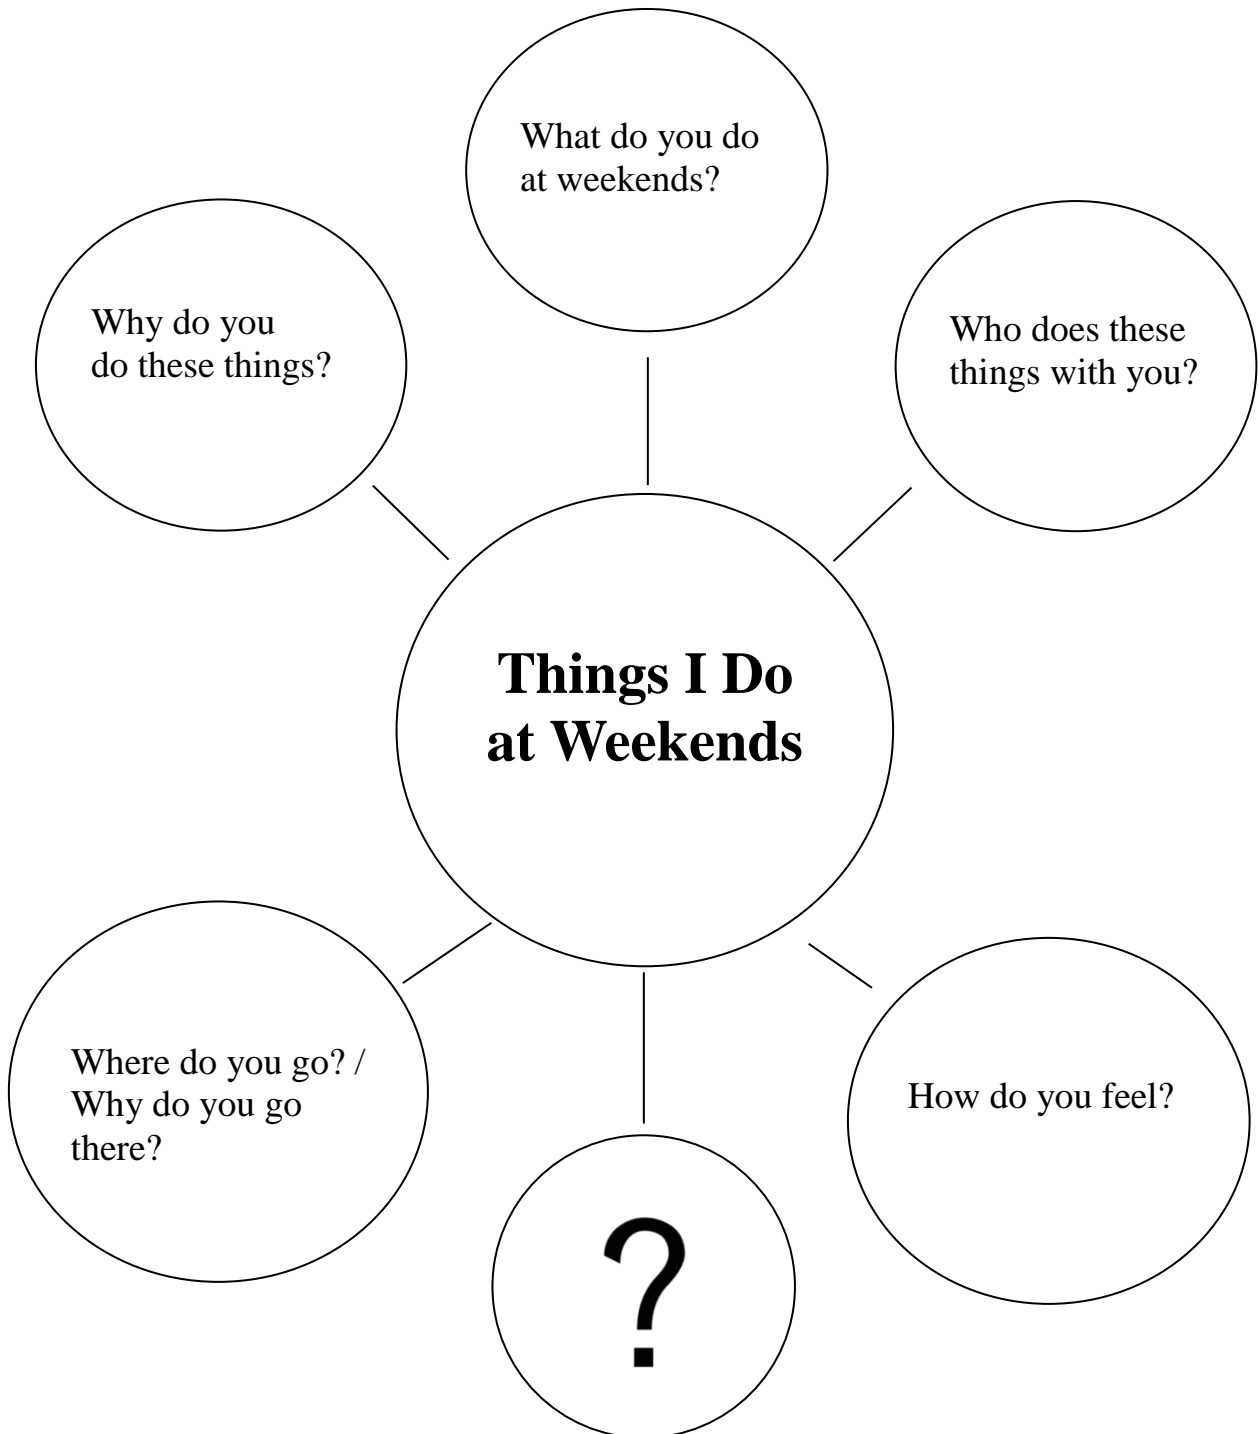 What do you do
at weekends?
Why do you
do these things?
Who does these
things with you?
Things I Do
at Weekends
Where do you go? /
Why do you go
there?
How do you feel?
?